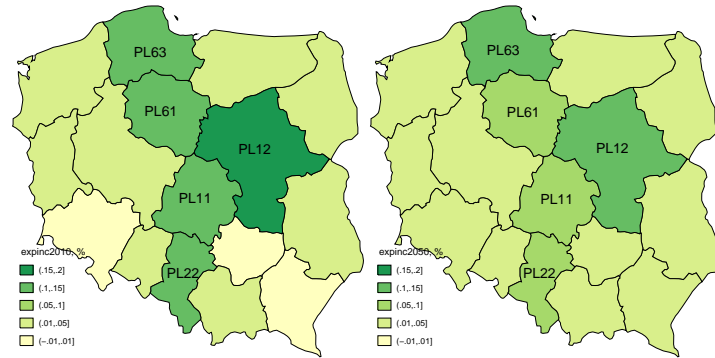 PL63
PL61
PL12
PL11
PL22
expinc2010, %
(.15,.2]
(.1,.15]
(.05,.1]
(.01,.05]
(−.01,.01]
PL63
PL61
PL12
PL11
PL22
expinc2050, %
(.15,.2]
(.1,.15]
(.05,.1]
(.01,.05]
(−.01,.01]